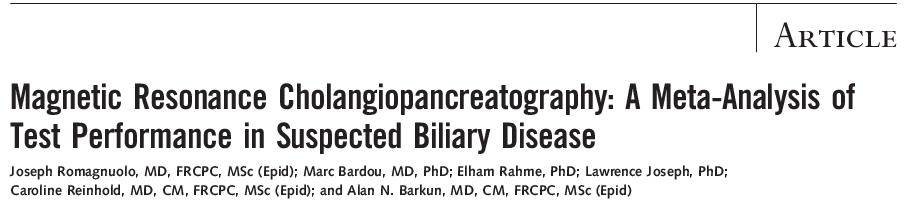 ARTICLE
Magnetic Resonance Cholangiopancreatography: A Meta-Analysis of
Test Performance in Suspected Biliary Disease
Joseph Romagnuolo, MD, FRCPC, MSc (Epid); Marc Bardou, MD, PhD; Elham Rahme, PhD; Lawrence Joseph, PhD;
Caroline Reinhold, MD, CM, FRCPC, MSc (Epid); and Alan N. Barkun, MD, CM, FRCPC, MSc (Epid)